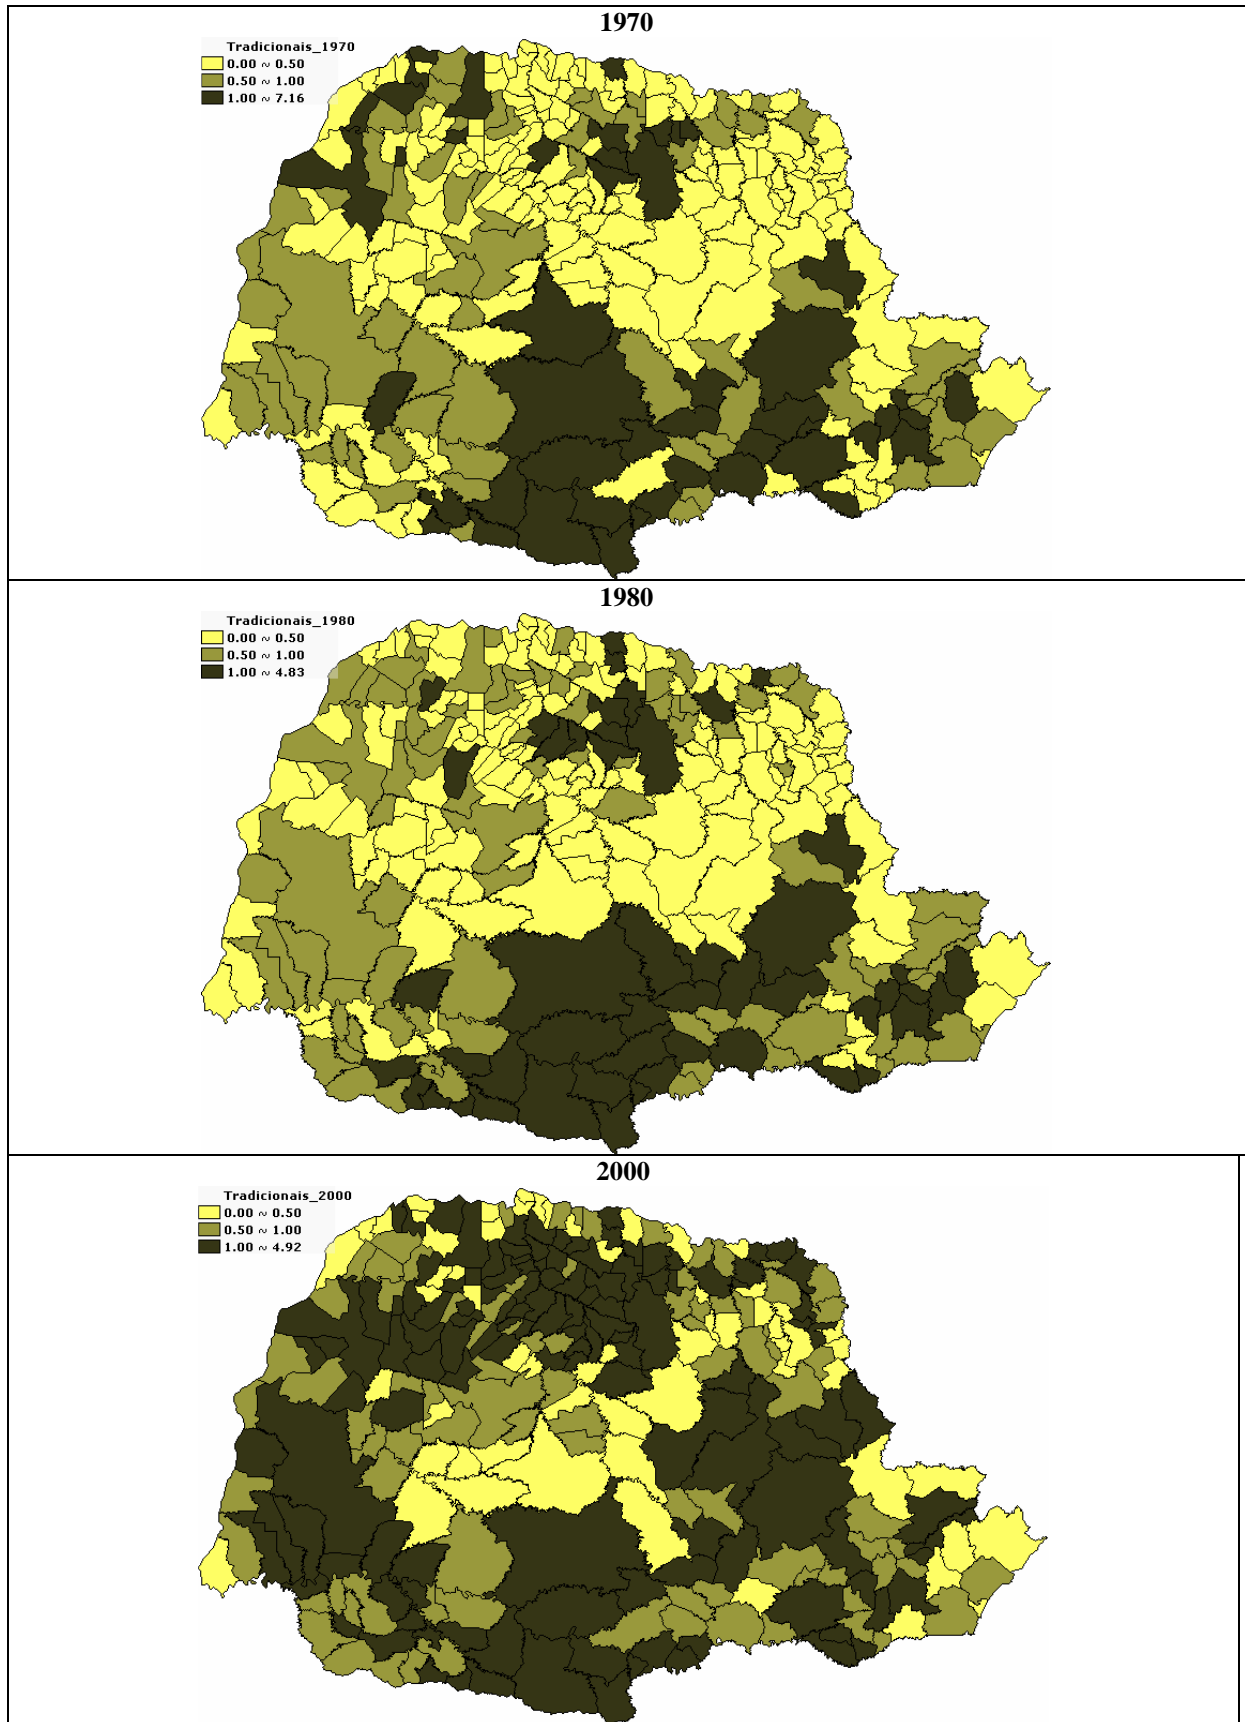 1970
Tradicionais_1970
0.00 ~ 0.50
0.50 ~ 1.00
1.00 ~ 7.16
1980
Tradicionais_1980
0.00 ~ 0.50
0.50 ~ 1.00
1.00 ~ 4.83
2000
Tradicionais_2000
0.00 ~ 0.50
0.50 ~ 1.00
1.00 ~ 4.92